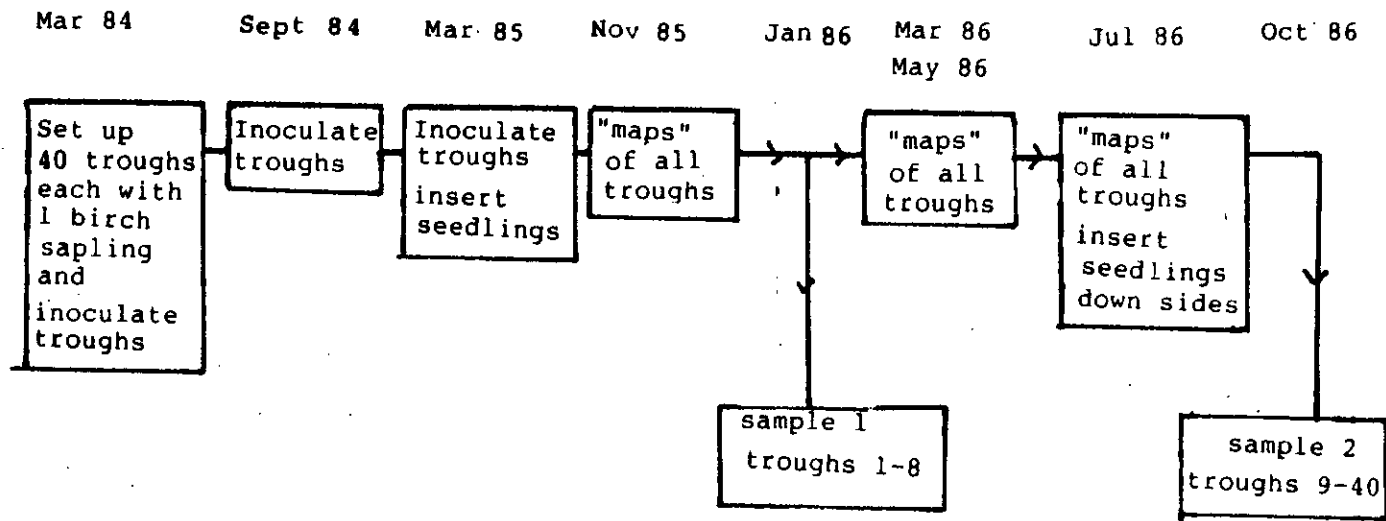 Mar 84
Sept 84
Mar 85
Nov 85
Jan 86
Mar 86
May 86
Jul 86
Oct 86
Set up
40 troughs
each with
1 birch
sapling
and
inoculate
troughs
Inoculate
troughs
Inoculate
troughs
insert
seedlings
"maps"
of all
troughs
"maps"
of all
troughs
"maps"
of all
troughs
insert
seedlings
down sides
sample 1
troughs 1-8
sample 2
troughs 9-40